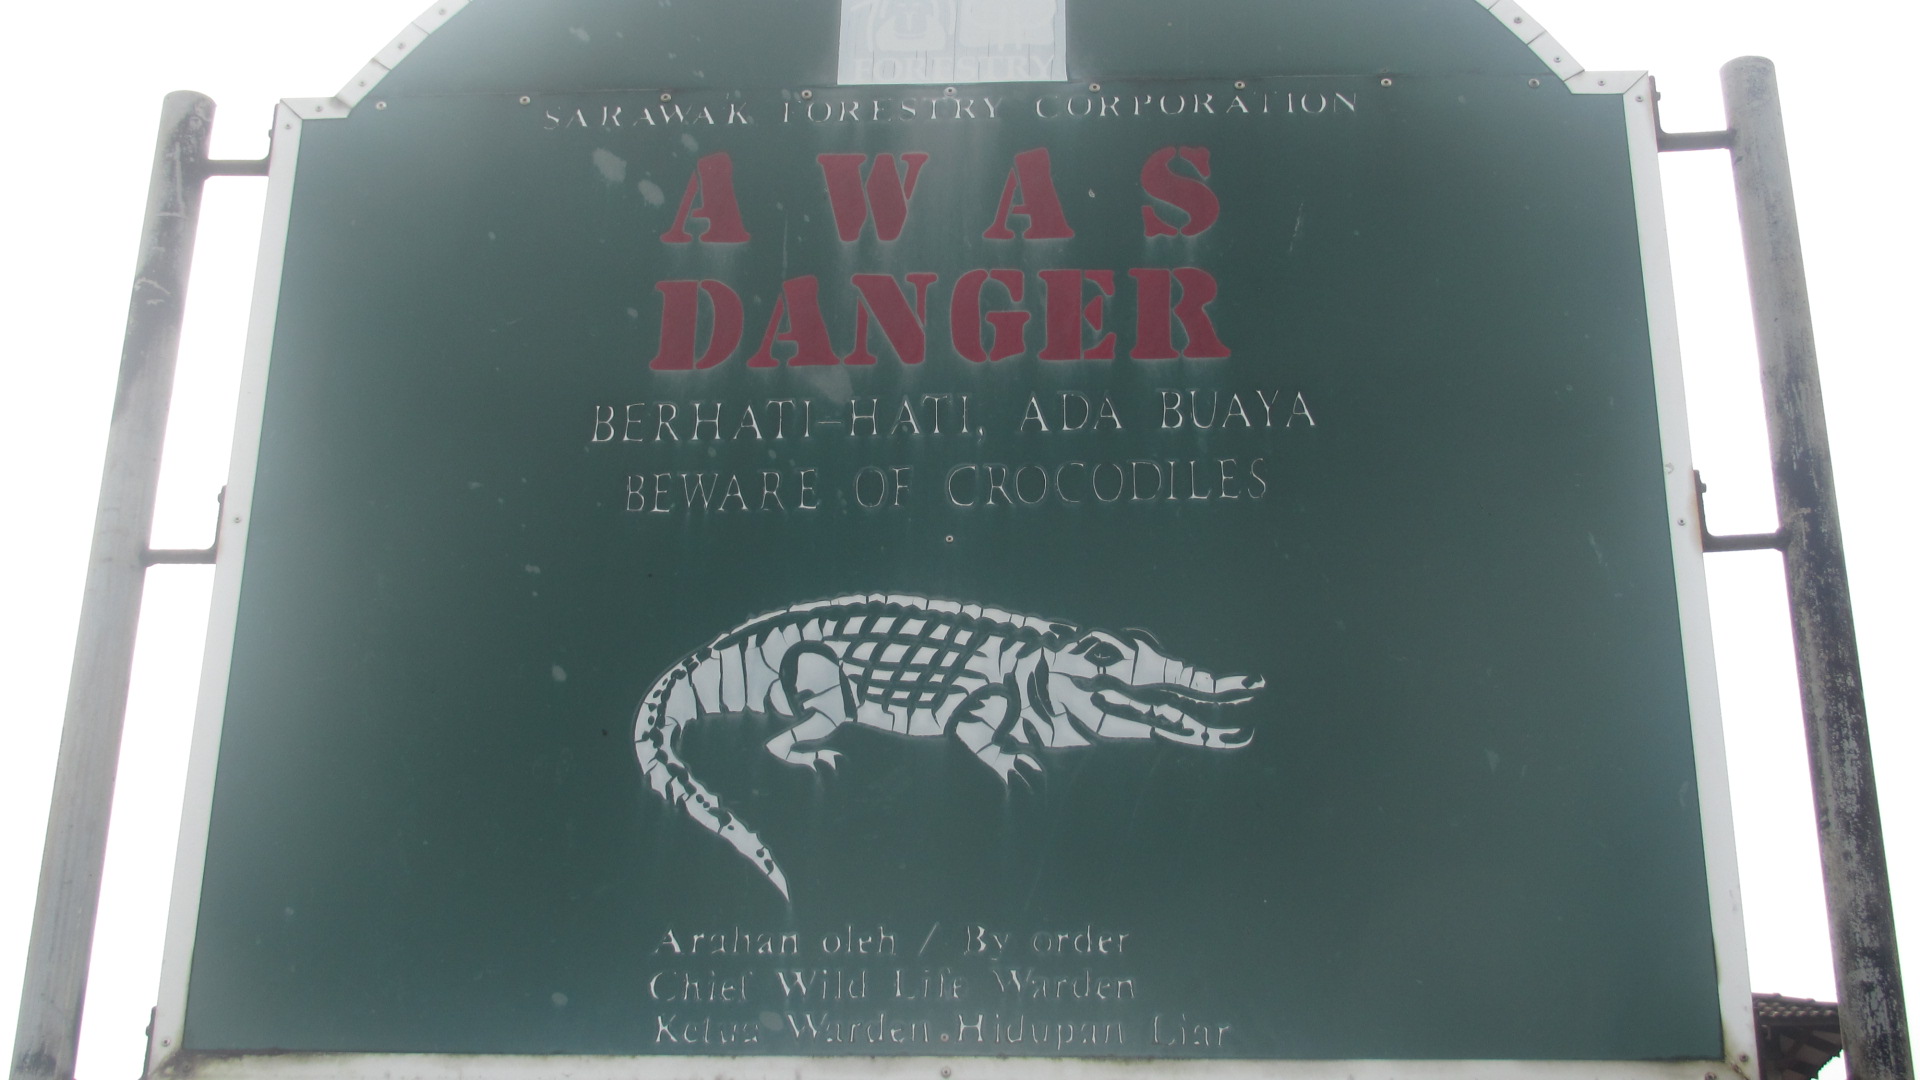 FORESTRY
SARAWAK FORESTRY CORPORATION
AWAS
DANGER
BERHATI-HATI, ADA BUAYA
BEWARE OF CROCODILES
Arahan oleh / By order
Chief Wild Life Warden
Ketua Warden Hidupan Liar